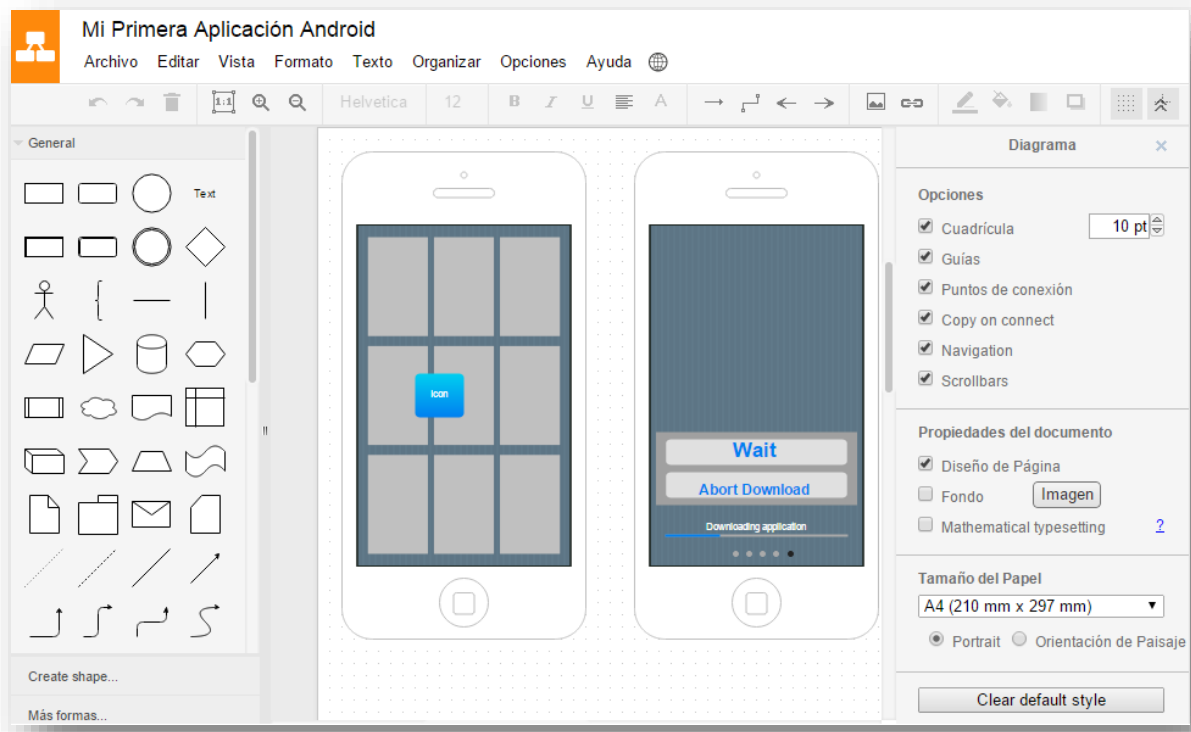 Mi Primera Aplicación Android
Archivo Editar Vista Formato Texto Organizar Opciones Ayuda
1:1 Helvetica 12 B I U A
General
Text
Icon
Wait
Abort Download
Downloading application
Create shape...
Más formas...
Diagrama
Opciones
Cuadrícula 10 pt
Guías
Puntos de conexión
Copy on connect
Navigation
Scrollbars
Propiedades del documento
Diseño de Página
Fondo Imagen
Mathematical typesetting ?
Tamaño del Papel
A4 (210 mm x 297 mm)
Portrait Orientación de Paisaje
Clear default style